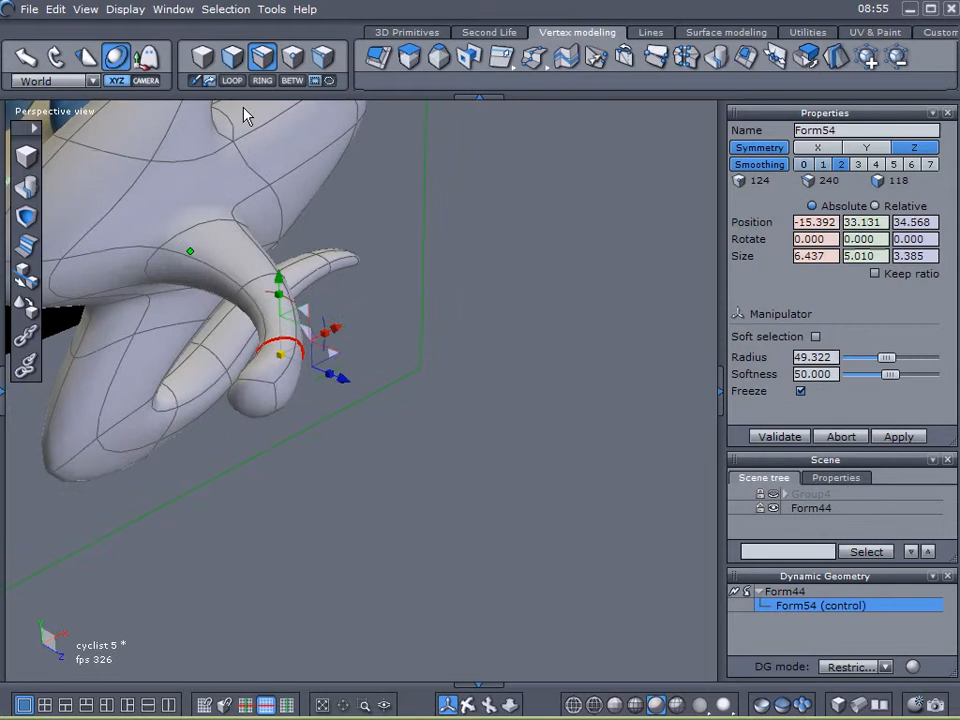 File Edit View Display Window Selection Tools Help 08:55
3D Primitives Second Life Vertex modeling Lines Surface modeling Utilities UV & Paint Custom
World XYZ CAMERA LOOP RING BETW
Perspective view
Properties
Name Form54
Symmetry X Y Z
Smoothing 0 1 2 3 4 5 6 7
124 240 118
Absolute Relative
Position -15.392 33.131 34.568
Rotate 0.000 0.000 0.000
Size 6.437 5.010 3.385
Keep ratio
Manipulator
Soft selection
Radius 49.322
Softness 50.000
Freeze
Validate Abort Apply
Scene
Scene tree Properties
Group4
Form44
Select
Dynamic Geometry
Form44
Form54 (control)
DG mode: Restric...
Y
X
Z
cyclist 5 *
fps 326